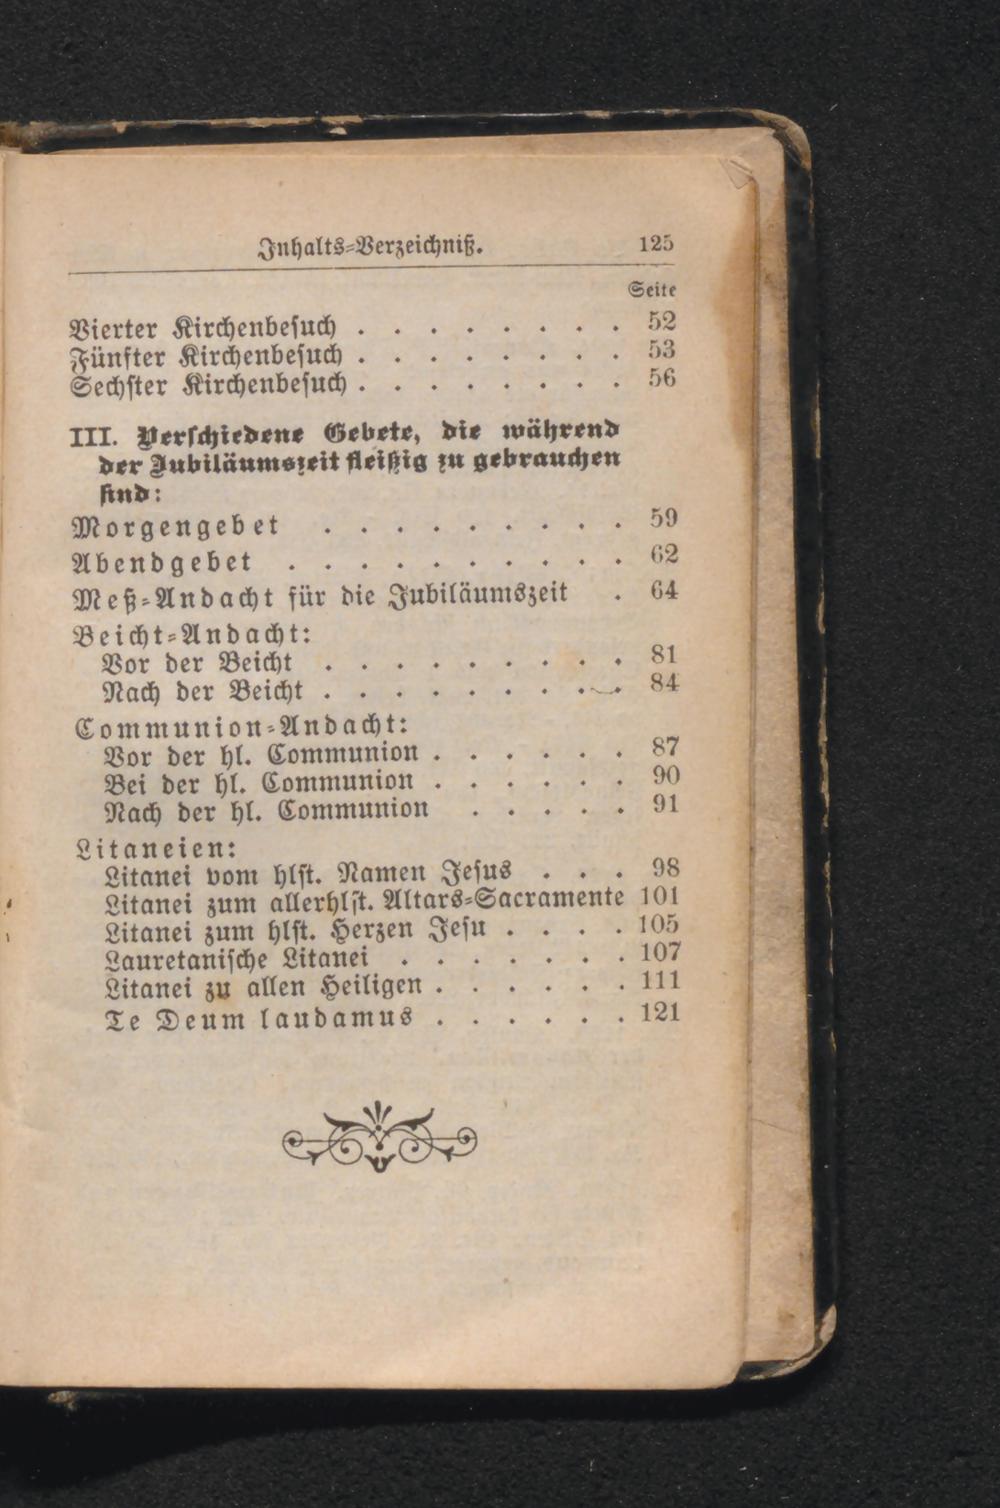 Inhalts-Verzeichniß. 125
Seite
Vierter Kirchenbesuch . . . . . . . . 52
Fünfter Kirchenbesuch . . . . . . . . 53
Sechster Kirchenbesuch . . . . . . . . 56
III. Verschiedene Gebete, die während
der Jubiläumszeit fleißig zu gebrauchen
sind:
Morgengebet . . . . . . . . . 59
Abendgebet . . . . . . . . . . 62
Meß-Andacht für die Jubiläumszeit . 64
Beicht-Andacht:
Vor der Beicht . . . . . . . . . 81
Nach der Beicht . . . . . . . . . 84
Communion-Andacht:
Vor der hl. Communion . . . . . . 87
Bei der hl. Communion . . . . . . 90
Nach der hl. Communion . . . . . 91
Litaneien:
Litanei vom hlst. Namen Jesus . . . 98
Litanei zum allerhlst. Altars-Sacramente 101
Litanei zum hlst. Herzen Jesu . . . . 105
Lauretanische Litanei . . . . . . . 107
Litanei zu allen Heiligen . . . . . . 111
Te Deum laudamus . . . . . . 121